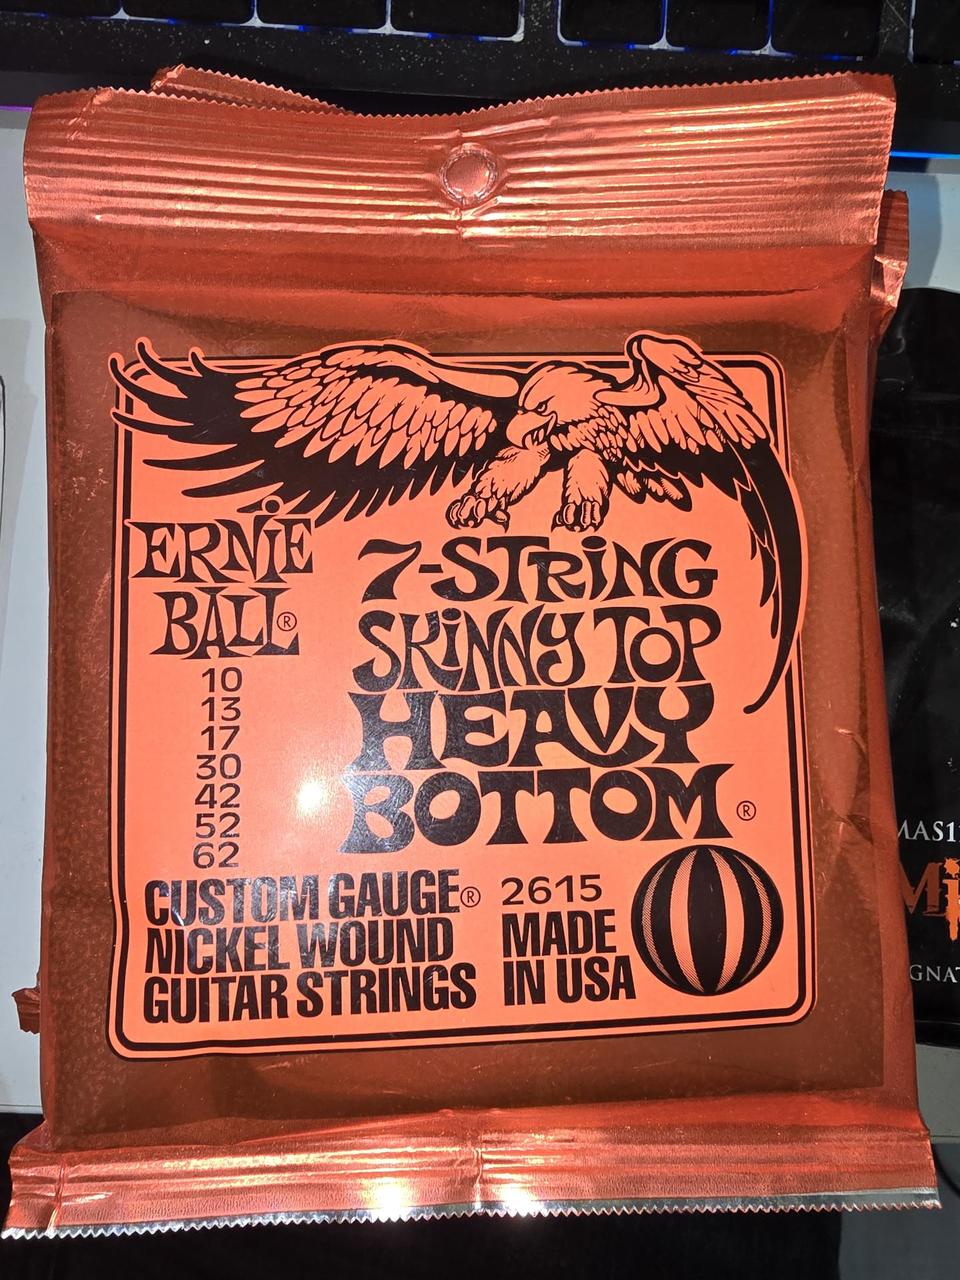 ERNiE
BALL®
10
13
17
30
42
52
62
7-STRiNG
SKiNNY TOP
HEAVY
BOTTOM®
CUSTOM GAUGE®
NICKEL WOUND
GUITAR STRINGS
2615
MADE
IN USA